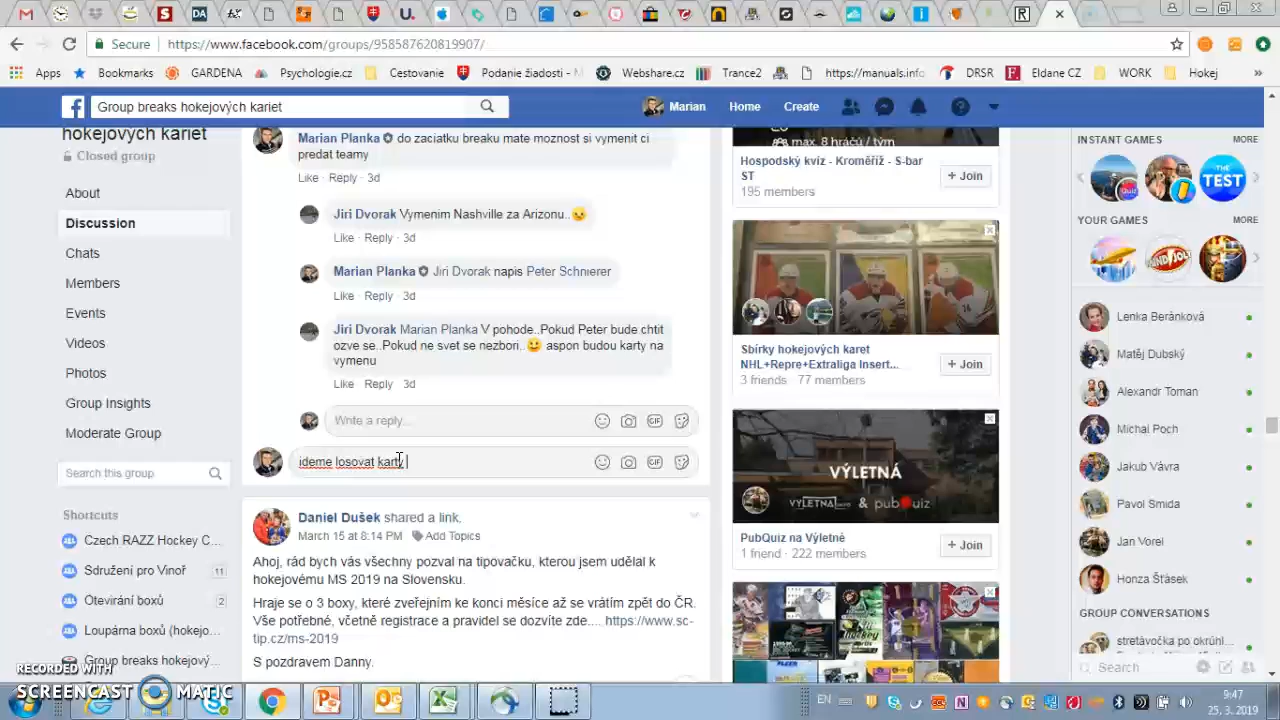 Secure
https://www.facebook.com/groups/958587620819907/
Apps
Bookmarks
GARDENA
Psychologie.cz
Cestování
Podanie žiadosti - M
Webshare.cz
Trance2
https://manuals.info
DRSR
Eldane CZ
WORK
Hokej
»
Group breaks hokejových kariet
Marian
Home
Create
hokejových kariet
Closed group
About
Discussion
Chats
Members
Events
Videos
Photos
Group Insights
Moderate Group
Search this group
Shortcuts
Czech RAZZ Hockey C...
Sdružení pro Vinoř 11
Otevírání boxů 2
Loupárna boxů (hokejo...
Group breaks hokejový...
Marian Planka do zaciatku breaku mate moznost si vymenit ci
predat teamy
Like · Reply · 3d
Jiri Dvorak Vymenim Nashville za Arizonu..
Like · Reply · 3d
Marian Planka Jiri Dvorak napis Peter Schnierer
Like · Reply · 3d
Jiri Dvorak Marian Planka V pohode..Pokud Peter bude chtit
ozve se..Pokud ne svet se nezbori.. aspon budou karty na
vymenu
Like · Reply · 3d
Write a reply...
GIF
ideme losovat karty
GIF
Daniel Dušek shared a link.
March 15 at 8:14 PM · Add Topics
Ahoj, rád bych vás všechny pozval na tipovačku, kterou jsem udělal k
hokejovému MS 2019 na Slovensku.
Hraje se o 3 boxy, které zveřejním ke konci měsíce až se vrátím zpět do ČR.
Vše potřebné, včetně registrace a pravidel se dozvíte zde.... https://www.sc-
tip.cz/ms-2019
S pozdravem Danny.
max. 8 hráčů / tým
Hospodský kvíz - Kroměříž - S-bar
ST
195 members
+ Join
Sbírky hokejových karet
NHL+Repre+Extraliga Insert...
3 friends · 77 members
+ Join
VÝLETNÁ
VÝLETNÁ & pubquiz
PubQuiz na Výletné
1 friend · 222 members
+ Join
INSTANT GAMES MORE
THE
TEST
YOUR GAMES MORE
Lenka Beránková
Matěj Dubský
Alexandr Toman
Michal Poch
Jakub Vávra
Pavol Smida
Jan Vorel
Honza Šťásek
GROUP CONVERSATIONS
stretávočka po okrúhl...
Search
RECORDED WITH
SCREENCAST MATIC
EN
9:47
25. 3. 2019